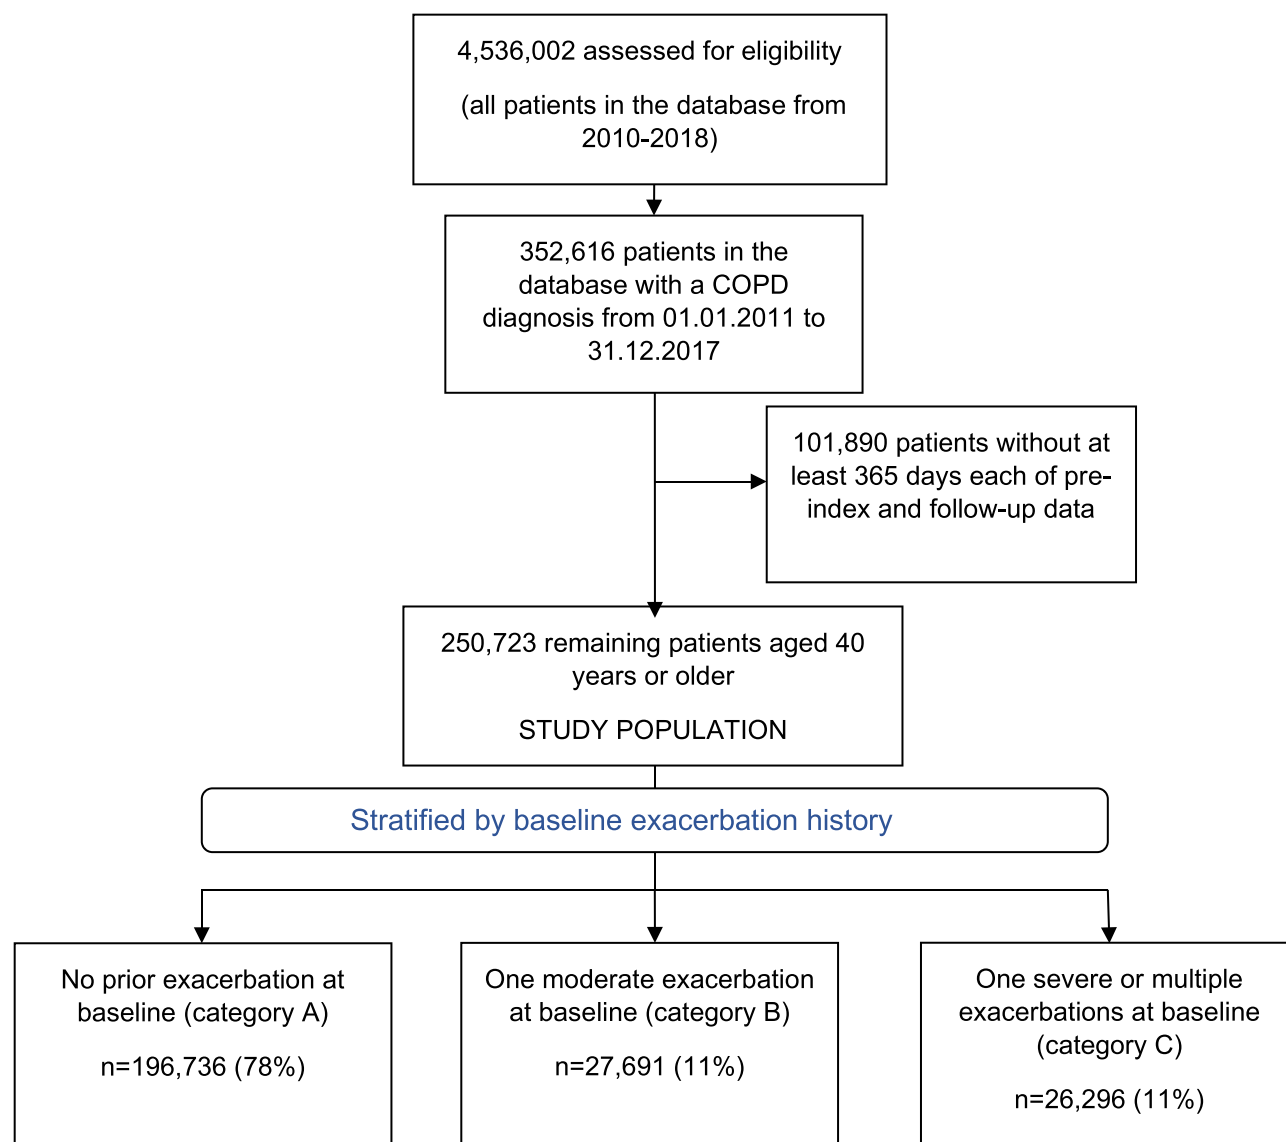 4,536,002 assessed for eligibility
(all patients in the database from
2010-2018)
352,616 patients in the
database with a COPD
diagnosis from 01.01.2011 to
31.12.2017
101,890 patients without at
least 365 days each of pre-
index and follow-up data
250,723 remaining patients aged 40
years or older
STUDY POPULATION
Stratified by baseline exacerbation history
No prior exacerbation at
baseline (category A)
n=196,736 (78%)
One moderate exacerbation
at baseline (category B)
n=27,691 (11%)
One severe or multiple
exacerbations at baseline
(category C)
n=26,296 (11%)